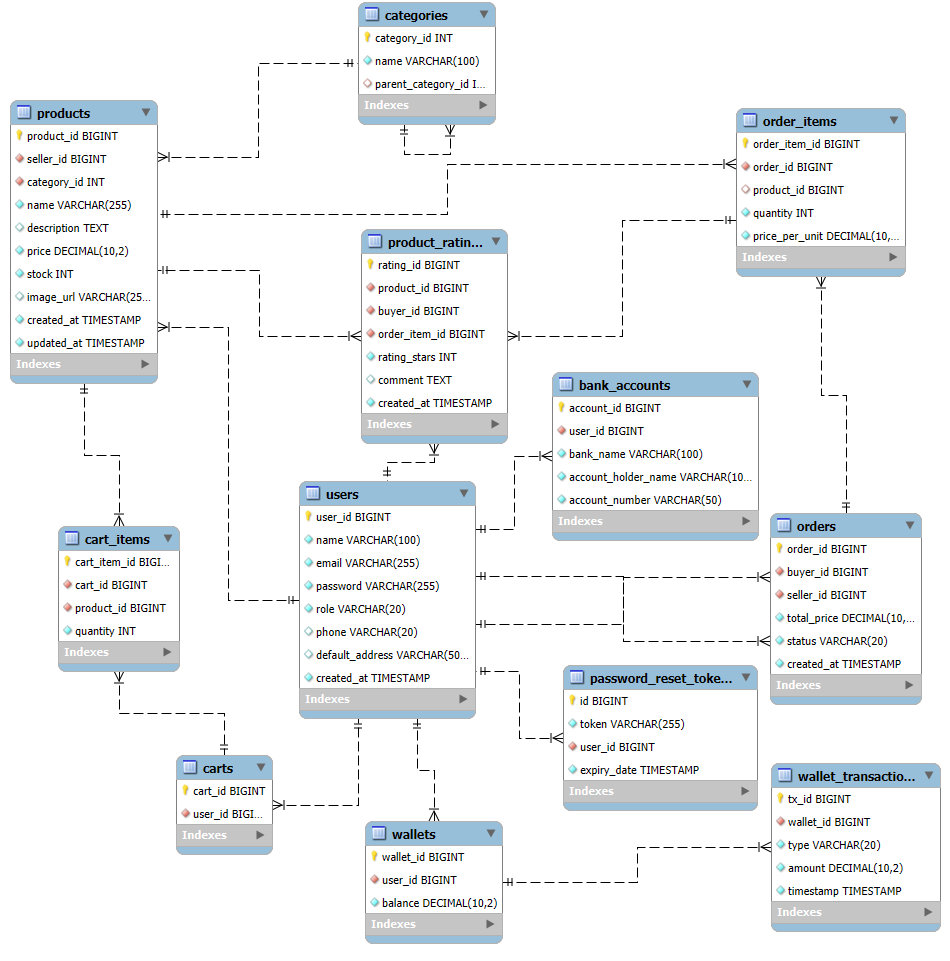 categories
category_id INT
name VARCHAR(100)
parent_category_id I...
Indexes
products
product_id BIGINT
seller_id BIGINT
category_id INT
name VARCHAR(255)
description TEXT
price DECIMAL(10,2)
stock INT
image_url VARCHAR(25...
created_at TIMESTAMP
updated_at TIMESTAMP
Indexes
order_items
order_item_id BIGINT
order_id BIGINT
product_id BIGINT
quantity INT
price_per_unit DECIMAL(10,...
Indexes
product_ratin...
rating_id BIGINT
product_id BIGINT
buyer_id BIGINT
order_item_id BIGINT
rating_stars INT
comment TEXT
created_at TIMESTAMP
Indexes
bank_accounts
account_id BIGINT
user_id BIGINT
bank_name VARCHAR(100)
account_holder_name VARCHAR(10...
account_number VARCHAR(50)
Indexes
users
user_id BIGINT
name VARCHAR(100)
email VARCHAR(255)
password VARCHAR(255)
role VARCHAR(20)
phone VARCHAR(20)
default_address VARCHAR(50...
created_at TIMESTAMP
Indexes
orders
order_id BIGINT
buyer_id BIGINT
seller_id BIGINT
total_price DECIMAL(10,...
status VARCHAR(20)
created_at TIMESTAMP
Indexes
cart_items
cart_item_id BIGI...
cart_id BIGINT
product_id BIGINT
quantity INT
Indexes
password_reset_toke...
id BIGINT
token VARCHAR(255)
user_id BIGINT
expiry_date TIMESTAMP
Indexes
carts
cart_id BIGINT
user_id BIGI...
Indexes
wallets
wallet_id BIGINT
user_id BIGINT
balance DECIMAL(10,2)
Indexes
wallet_transactio...
tx_id BIGINT
wallet_id BIGINT
type VARCHAR(20)
amount DECIMAL(10,2)
timestamp TIMESTAMP
Indexes